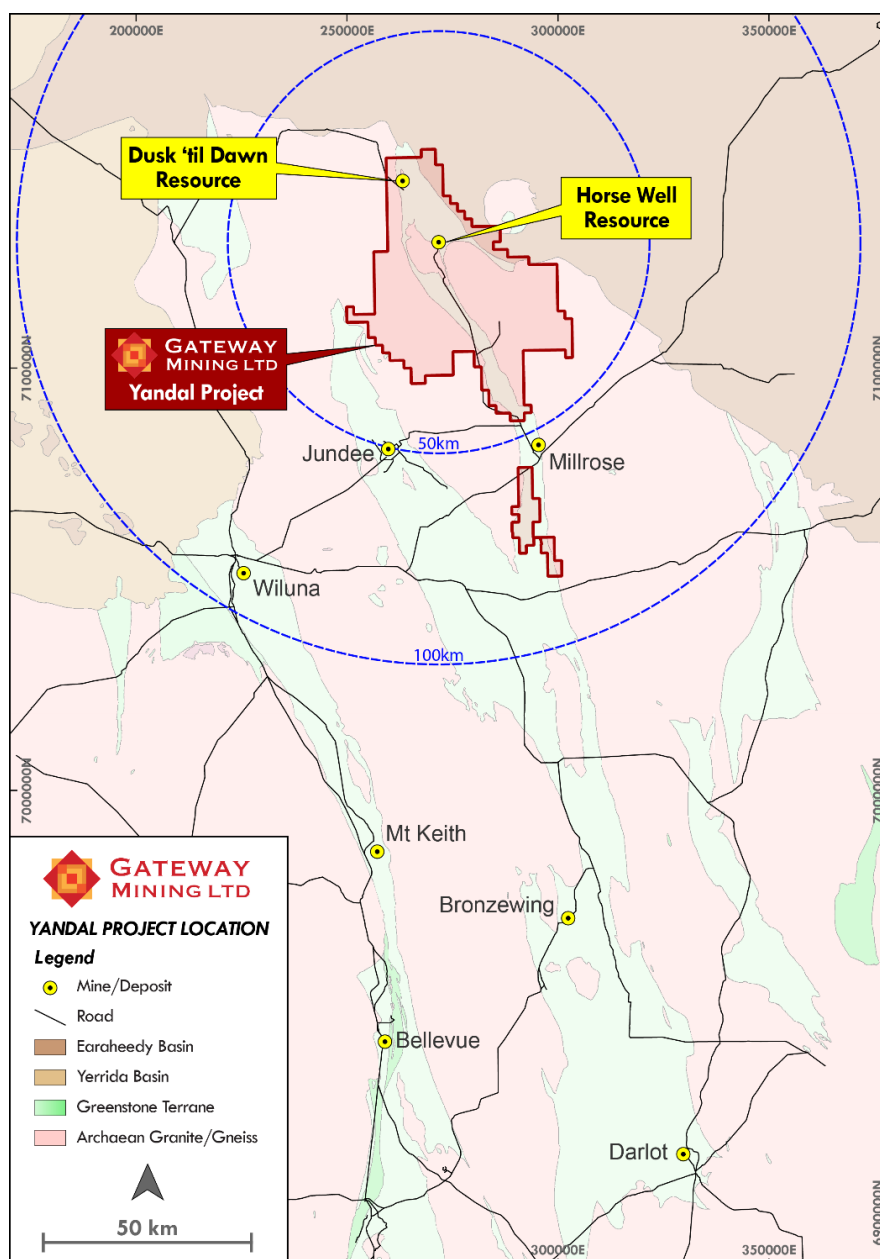 200000E
250000E
300000E
350000E
Dusk ‘til Dawn
Resource
Horse Well
Resource
GATEWAY
MINING LTD
Yandal Project
7100000N
7100000N
50km
Jundee
Millrose
Wiluna
100km
7000000N
7000000N
Mt Keith
Bronzewing
Bellevue
Darlot
GATEWAY
MINING LTD
YANDAL PROJECT LOCATION
Legend
Mine/Deposit
Road
Earaheedy Basin
Yerrida Basin
Greenstone Terrane
Archaean Granite/Gneiss
50 km
300000E
350000E
6900000N